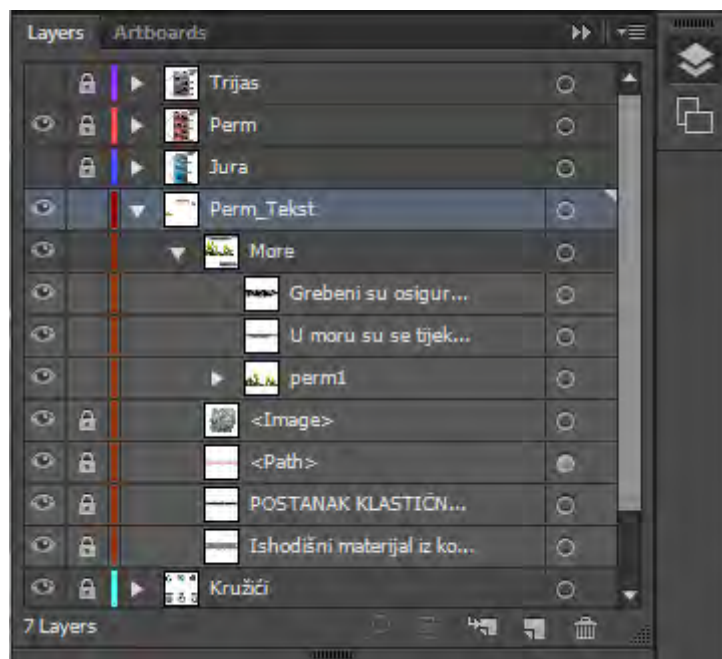 Layers Artboards
Trijas
Perm
Jura
Perm_Tekst
More
Grebeni su osigur...
U moru su se tijek...
perm1
<Image>
<Path>
POSTANAK KLASTIČN...
Ishodišni materijal iz ko...
Kružići
7 Layers